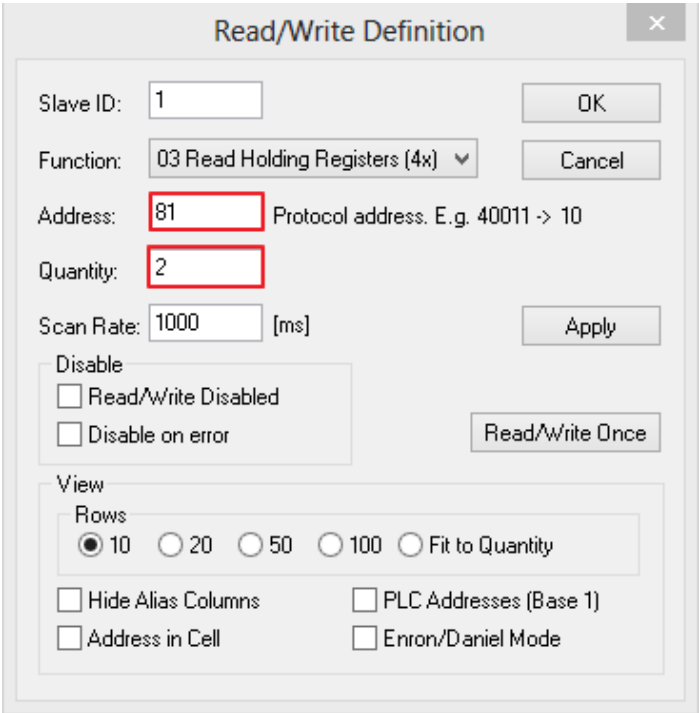 Read/Write Definition
Slave ID: 1 OK
Function: 03 Read Holding Registers (4x) Cancel
Address: 81 Protocol address. E.g. 40011 -> 10
Quantity: 2
Scan Rate: 1000 [ms] Apply
Disable
Read/Write Disabled
Disable on error Read/Write Once
View
Rows
10 20 50 100 Fit to Quantity
Hide Alias Columns PLC Addresses (Base 1)
Address in Cell Enron/Daniel Mode